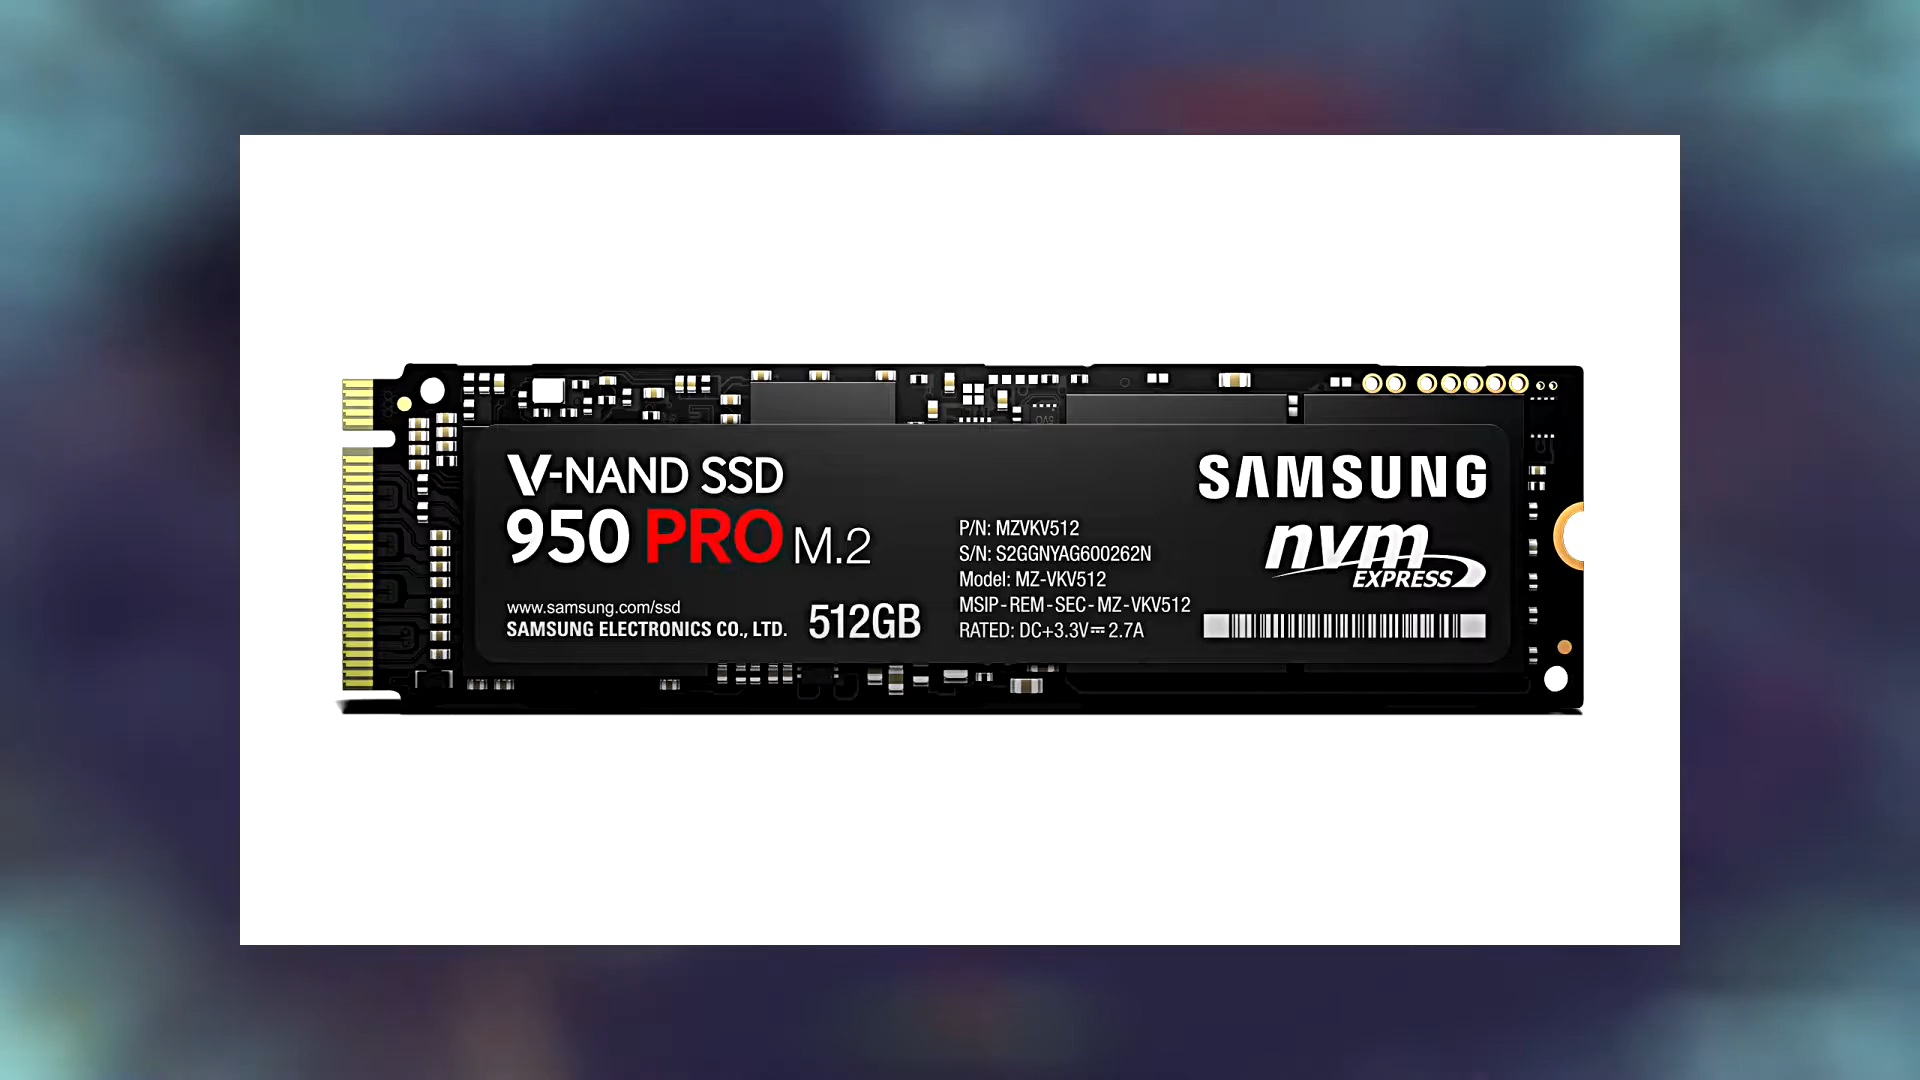 V-NAND SSD
950 PRO M.2
www.samsung.com/ssd
SAMSUNG ELECTRONICS CO., LTD.
512GB
P/N: MZVKV512
S/N: S2GGNYAG600262N
Model: MZ-VKV512
MSIP-REM-SEC-MZ-VKV512
RATED: DC+3.3V⎓2.7A
SAMSUNG
nvm
EXPRESS